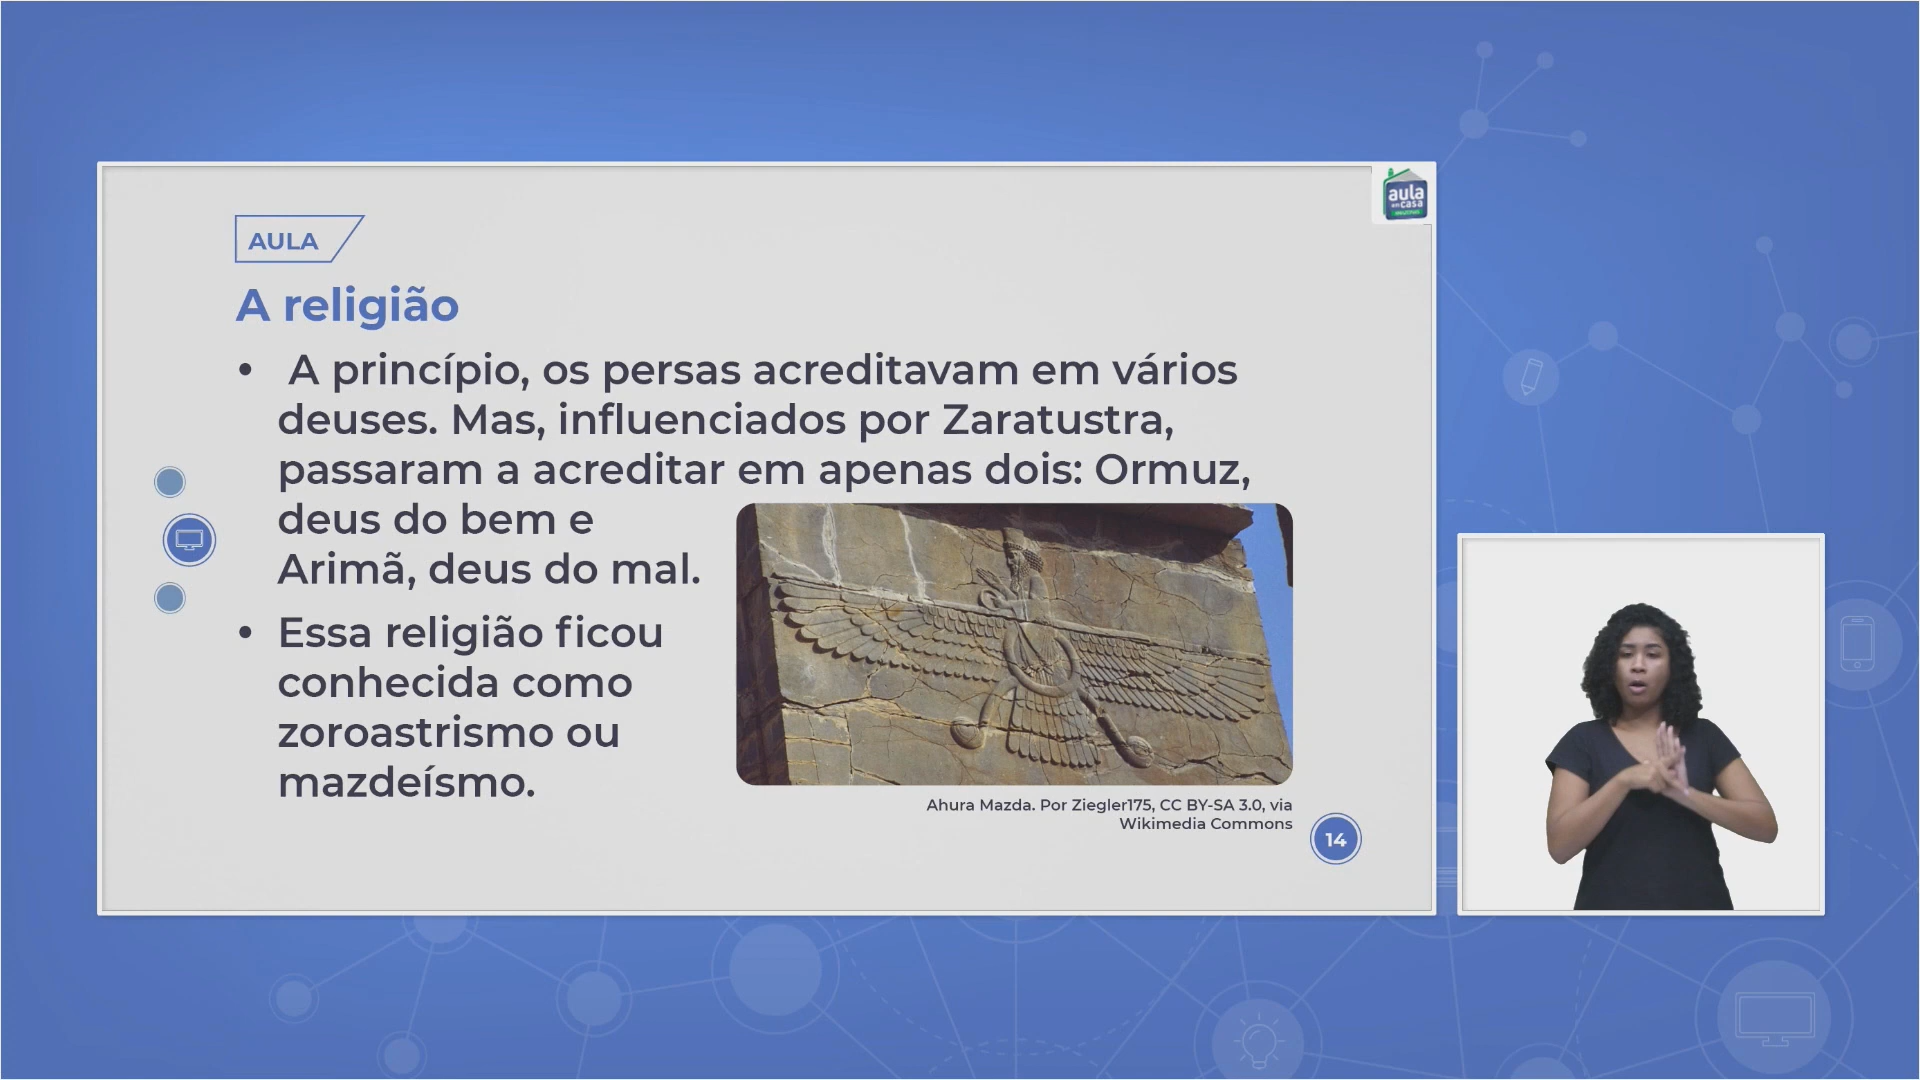 aula
em casa
AULA
A religião
• A princípio, os persas acreditavam em vários
deuses. Mas, influenciados por Zaratustra,
passaram a acreditar em apenas dois: Ormuz,
deus do bem e
Arimã, deus do mal.
• Essa religião ficou
conhecida como
zoroastrismo ou
mazdeísmo.
Ahura Mazda. Por Ziegler175, CC BY-SA 3.0, via
Wikimedia Commons
14